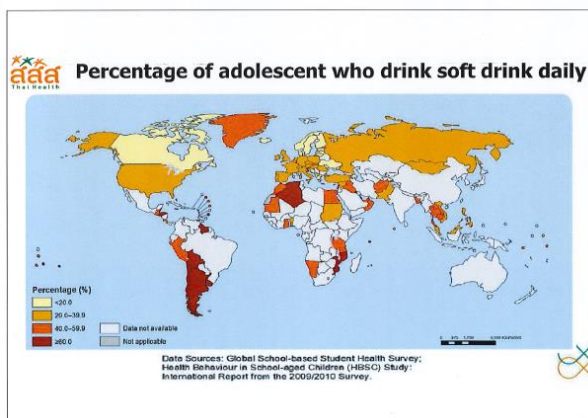 สสส
Thai Health
Percentage of adolescent who drink soft drink daily
Percentage (%)
<20.0
20.0–39.9
40.0–59.9
≥60.0
Data not available
Not applicable
Data Sources: Global School-based Student Health Survey;
Health Behaviour in School-aged Children (HBSC) Study:
International Report from the 2009/2010 Survey.